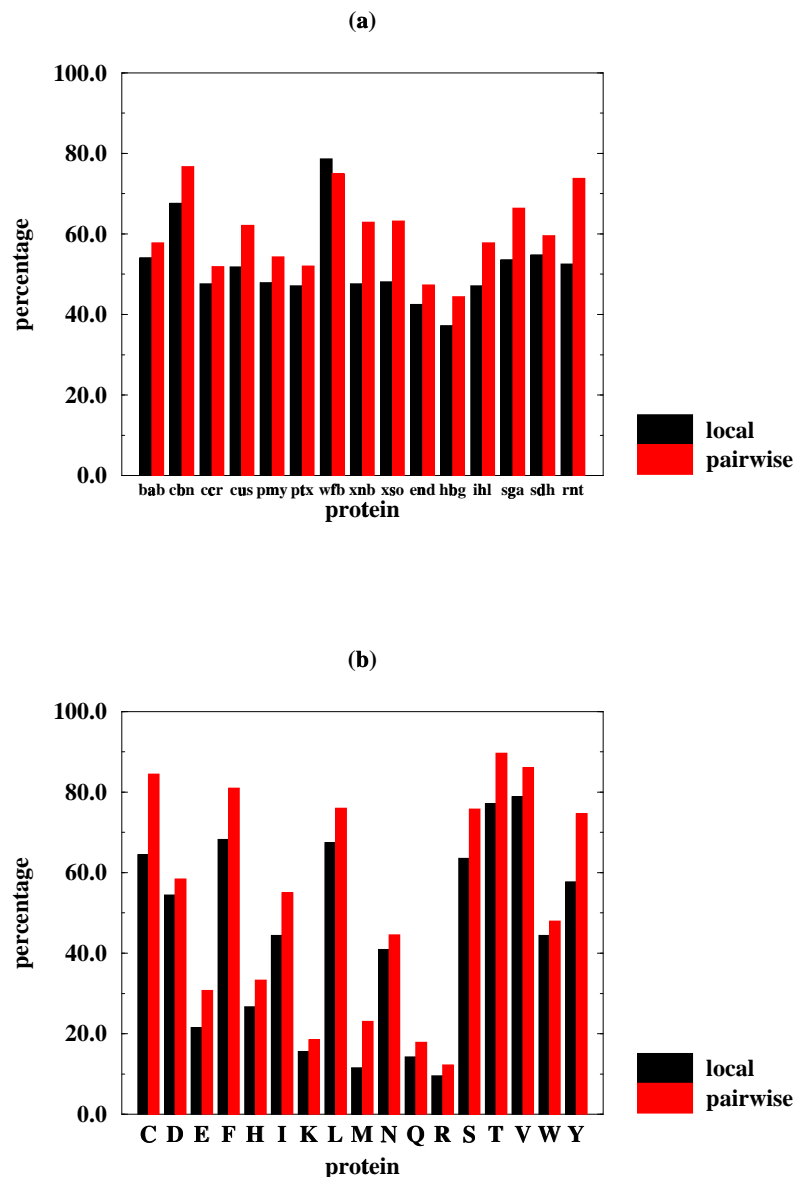 (a)
100.0
80.0
60.0
40.0
20.0
0.0
percentage
bab cbn ccr cus pmy ptx wfb xnb xso end hbg ihl sga sdh rnt
protein
local
pairwise
(b)
100.0
80.0
60.0
40.0
20.0
0.0
percentage
C D E F H I K L M N Q R S T V W Y
protein
local
pairwise